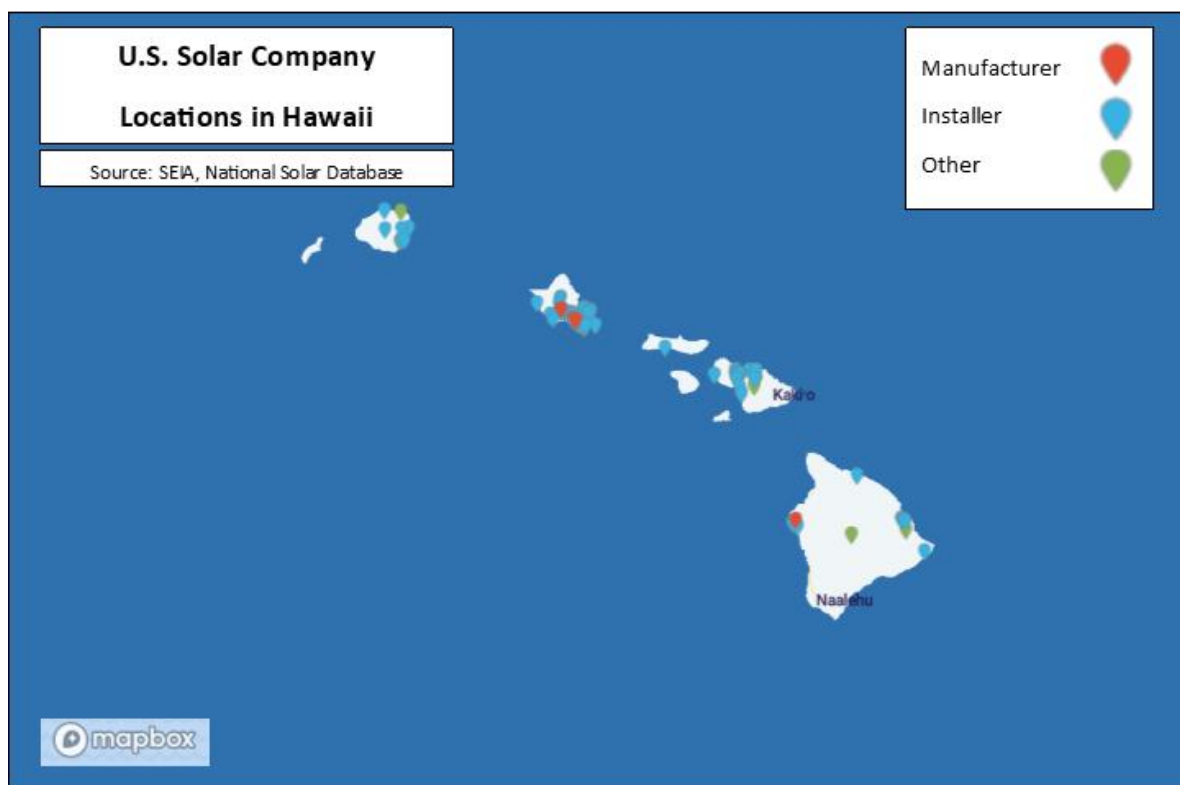 U.S. Solar Company
Locations in Hawaii
Source: SEIA, National Solar Database
Manufacturer
Installer
Other
Naalehu
mapbox